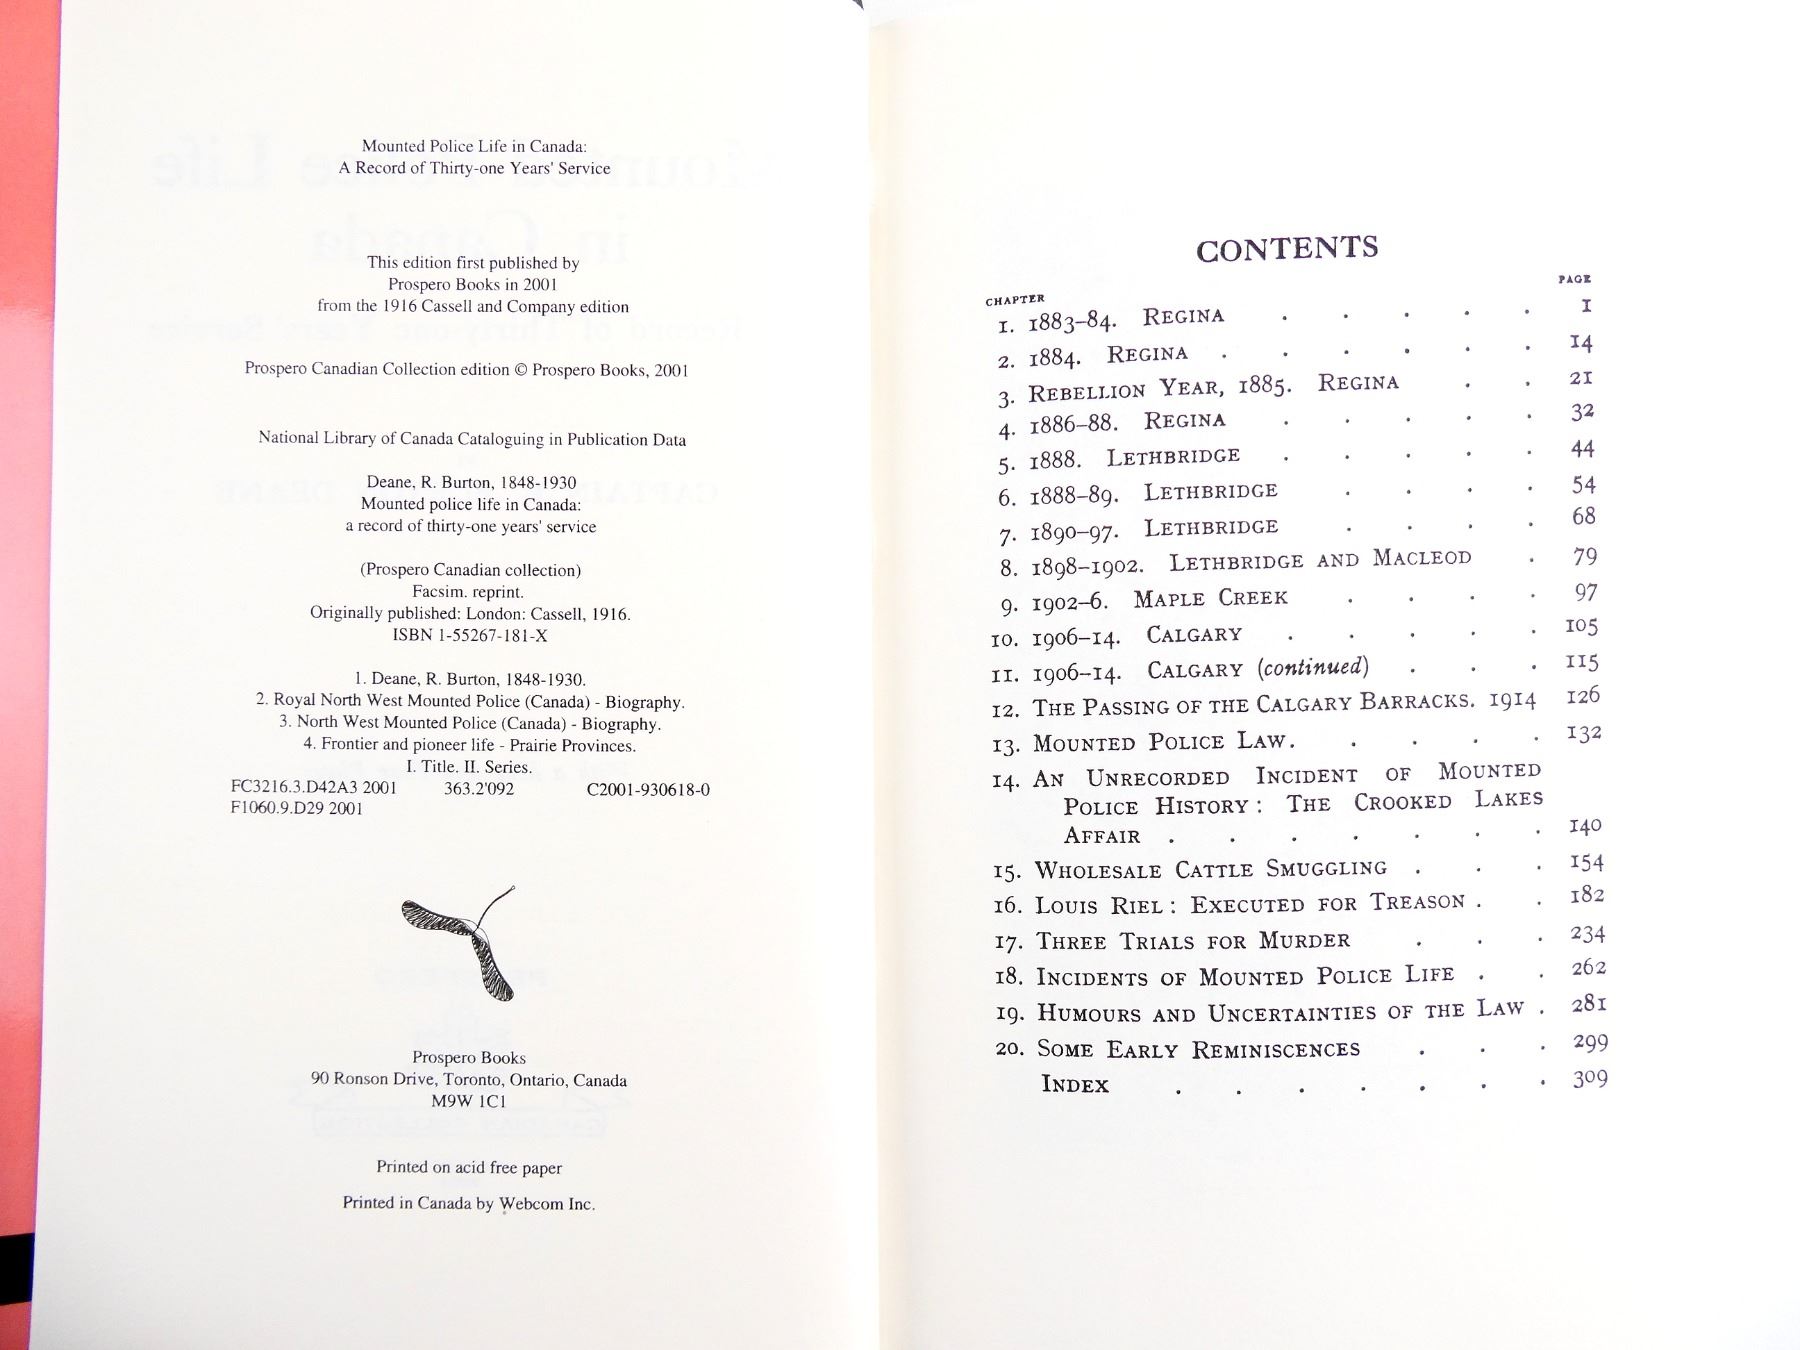 Mounted Police Life in Canada:
A Record of Thirty-one Years' Service
This edition first published by
Prospero Books in 2001
from the 1916 Cassell and Company edition
Prospero Canadian Collection edition © Prospero Books, 2001
National Library of Canada Cataloguing in Publication Data
Deane, R. Burton, 1848-1930
Mounted police life in Canada:
a record of thirty-one years' service
(Prospero Canadian collection)
Facsim. reprint.
Originally published: London: Cassell, 1916.
ISBN 1-55267-181-X
1. Deane, R. Burton, 1848-1930.
2. Royal North West Mounted Police (Canada) - Biography.
3. North West Mounted Police (Canada) - Biography.
4. Frontier and pioneer life - Prairie Provinces.
I. Title. II. Series.
FC3216.3.D42A3 2001 363.2'092 C2001-930618-0
F1060.9.D29 2001
Prospero Books
90 Ronson Drive, Toronto, Ontario, Canada
M9W 1C1
Printed on acid free paper
Printed in Canada by Webcom Inc.
CONTENTS
CHAPTER PAGE
1. 1883–84. REGINA . . . . . 1
2. 1884. REGINA . . . . . . 14
3. REBELLION YEAR, 1885. REGINA . . 21
4. 1886–88. REGINA . . . . . 32
5. 1888. LETHBRIDGE . . . . . 44
6. 1888–89. LETHBRIDGE . . . . 54
7. 1890–97. LETHBRIDGE . . . . 68
8. 1898–1902. LETHBRIDGE AND MACLEOD . 79
9. 1902–6. MAPLE CREEK . . . . 97
10. 1906–14. CALGARY . . . . . 105
11. 1906–14. CALGARY (continued) . . . 115
12. THE PASSING OF THE CALGARY BARRACKS. 1914 126
13. MOUNTED POLICE LAW. . . . . 132
14. AN UNRECORDED INCIDENT OF MOUNTED
POLICE HISTORY: THE CROOKED LAKES
AFFAIR . . . . . . . 140
15. WHOLESALE CATTLE SMUGGLING . . . 154
16. LOUIS RIEL: EXECUTED FOR TREASON . . 182
17. THREE TRIALS FOR MURDER . . . 234
18. INCIDENTS OF MOUNTED POLICE LIFE . . 262
19. HUMOURS AND UNCERTAINTIES OF THE LAW . 281
20. SOME EARLY REMINISCENCES . . . 299
INDEX . . . . . . . 309